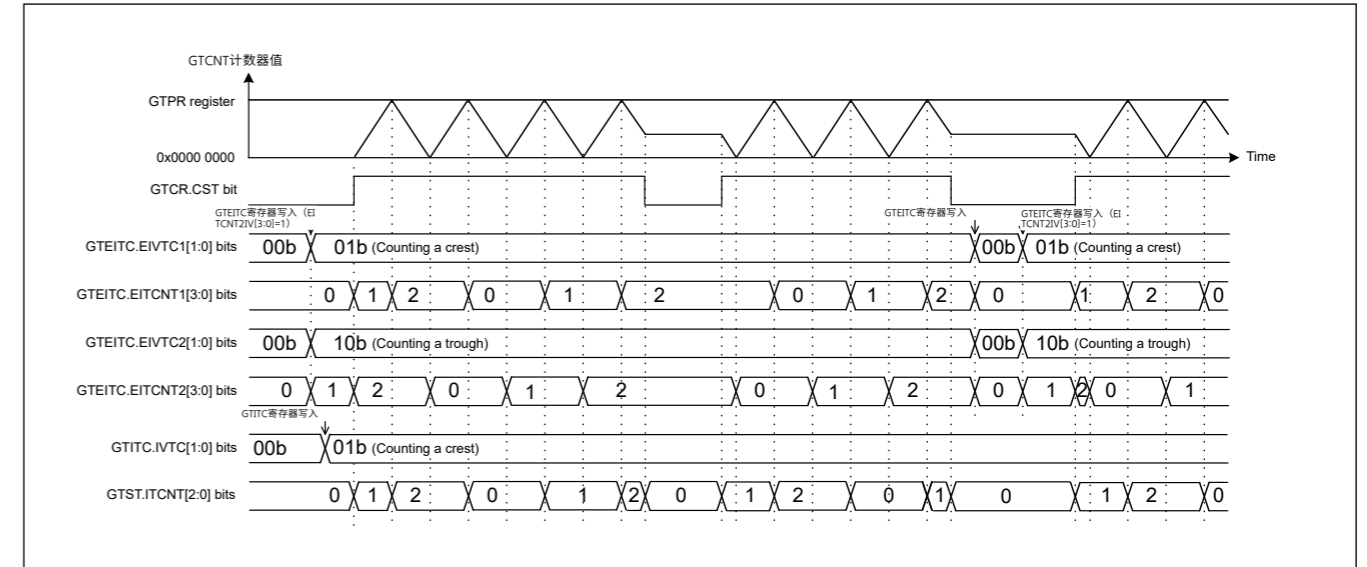 GTCNT计数器值
GTPR register
0x0000 0000
Time
GTCR.CST bit
GTEITC寄存器写入（EI
TCNT2IV[3:0]=1）
GTEITC寄存器写入
GTEITC寄存器写入（EI
TCNT2IV[3:0]=1）
GTEITC.EIVTC1[1:0] bits 00b 01b (Counting a crest) 00b 01b (Counting a crest)
GTEITC.EITCNT1[3:0] bits 0 1 2 0 1 2 0 1 2 0 1 2 0
GTEITC.EIVTC2[1:0] bits 00b 10b (Counting a trough) 00b 10b (Counting a trough)
GTEITC.EITCNT2[3:0] bits 0 1 2 0 1 2 0 1 2 0 1 2 0 1
GTITC寄存器写入
GTITC.IVTC[1:0] bits 00b 01b (Counting a crest)
GTST.ITCNT[2:0] bits 0 1 2 0 1 2 0 1 2 0 1 0 1 2 0